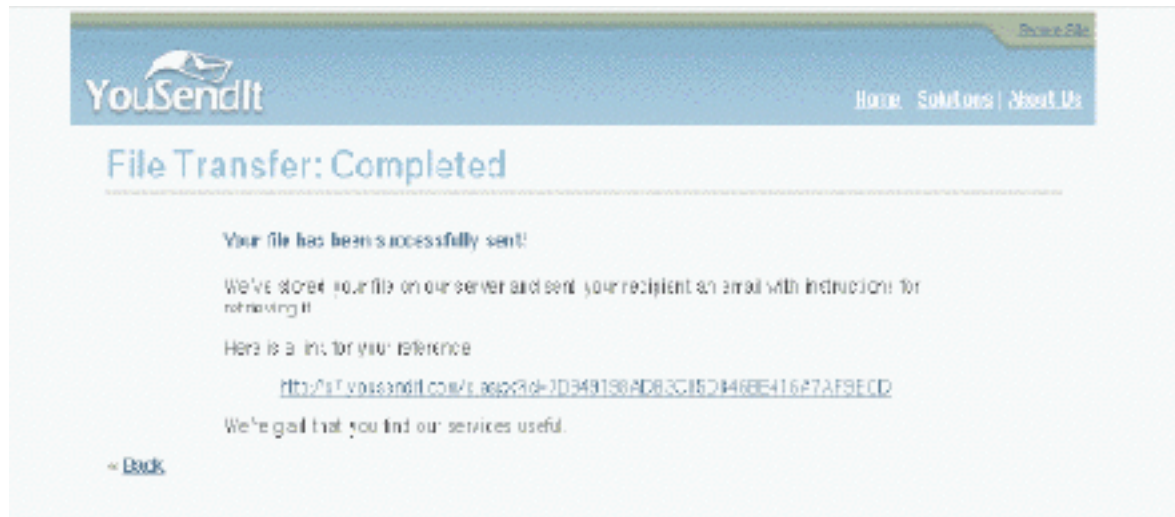 YouSendIt
Home Solutions | About Us
File Transfer: Completed
Your file has been successfully sent!
We've stored your file on our server and sent your recipient an email with instructions for
retrieving it
Here is a link for your reference
We're glad that you find our services useful.
« Back